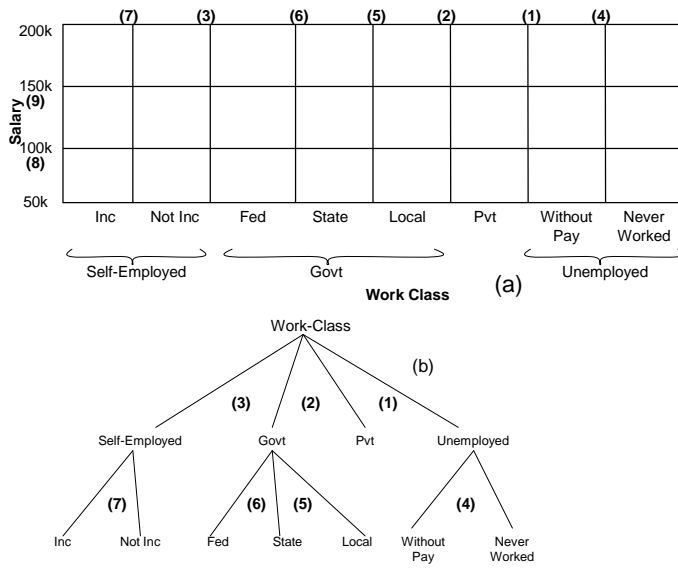 (7) (3) (6) (5) (2) (1) (4)
200k
150k
(9)
Salary
100k
(8)
50k
Inc Not Inc Fed State Local Pvt Without Pay Never Worked
Self-Employed Govt Unemployed
Work Class (a)
Work-Class
(b)
(3) (2) (1)
Self-Employed Govt Pvt Unemployed
(7) (6) (5) (4)
Inc Not Inc Fed State Local Without Pay Never Worked